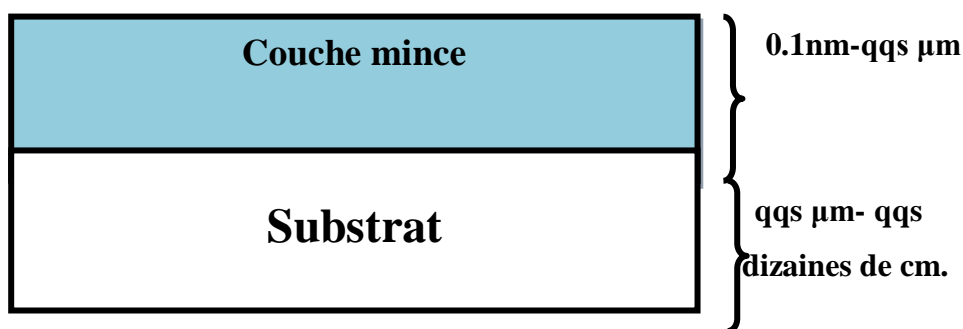 Couche mince
0.1nm-qqs µm
Substrat
qqs µm- qqs
dizaines de cm.